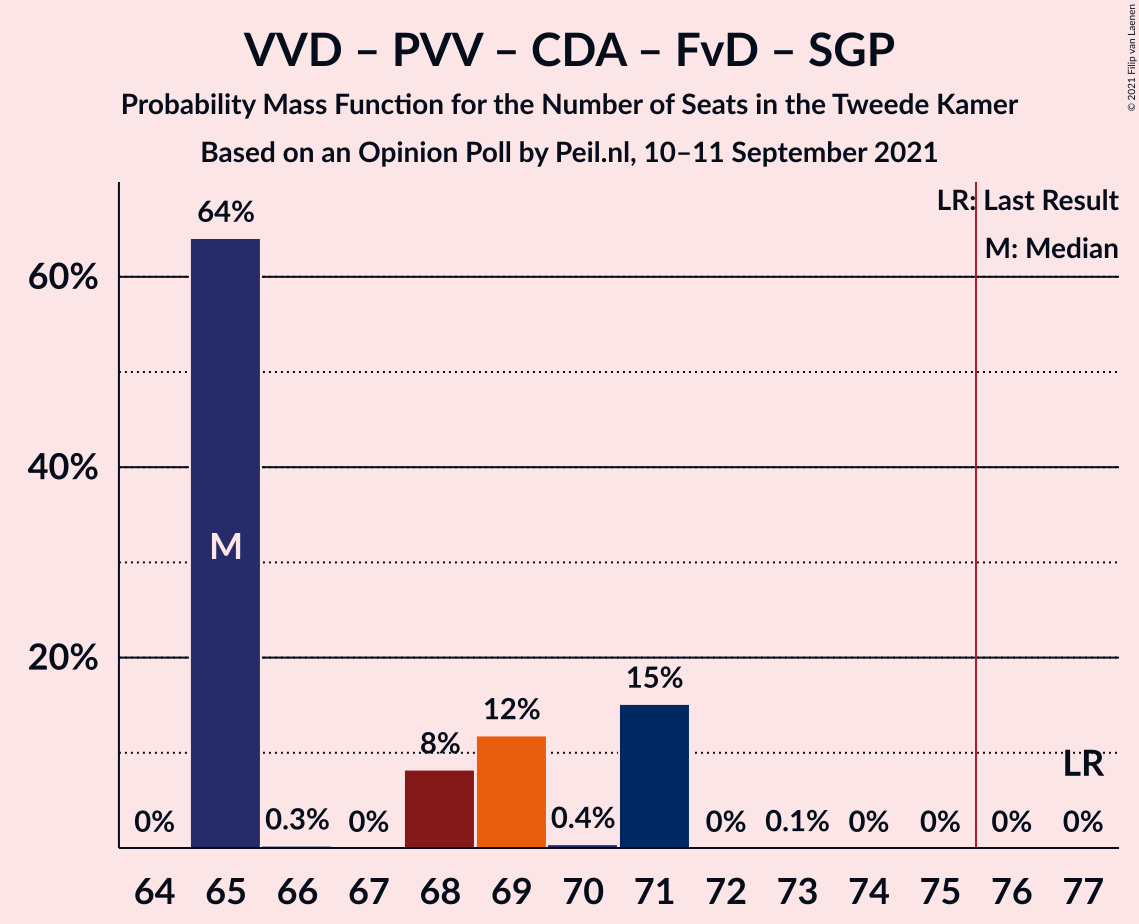 VVD – PVV – CDA – FvD – SGP
Probability Mass Function for the Number of Seats in the Tweede Kamer
Based on an Opinion Poll by Peil.nl, 10–11 September 2021
© 2021 Filip van Laenen
LR: Last Result
M: Median
60%
40%
20%
0%
64%
0.3%
0%
8%
12%
0.4%
15%
0%
0.1%
0%
0%
0%
0%
M
LR
64 65 66 67 68 69 70 71 72 73 74 75 76 77